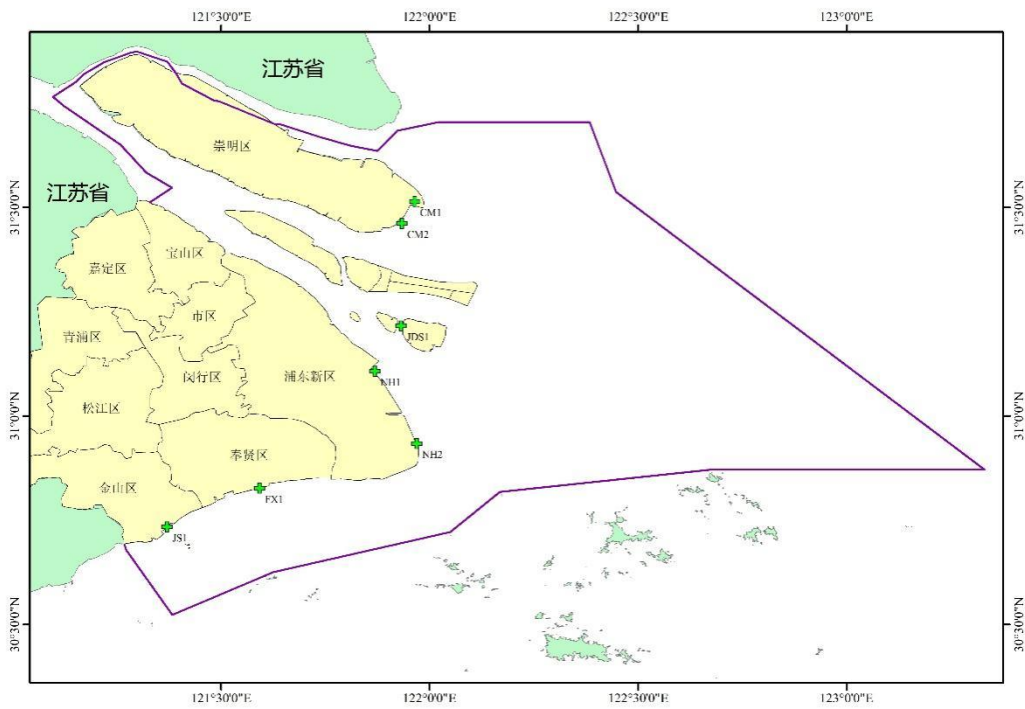 121°30'0"E 122°0'0"E 122°30'0"E 123°0'0"E
江苏省
崇明区
江苏省
31°30'0"N
31°30'0"N
CM1
CM2
宝山区
嘉定区
市区
JDS1
青浦区
闵行区
浦东新区
NH1
松江区
31°0'0"N
31°0'0"N
奉贤区
NH2
金山区
FX1
JS1
30°30'0"N
30°30'0"N
121°30'0"E 122°0'0"E 122°30'0"E 123°0'0"E